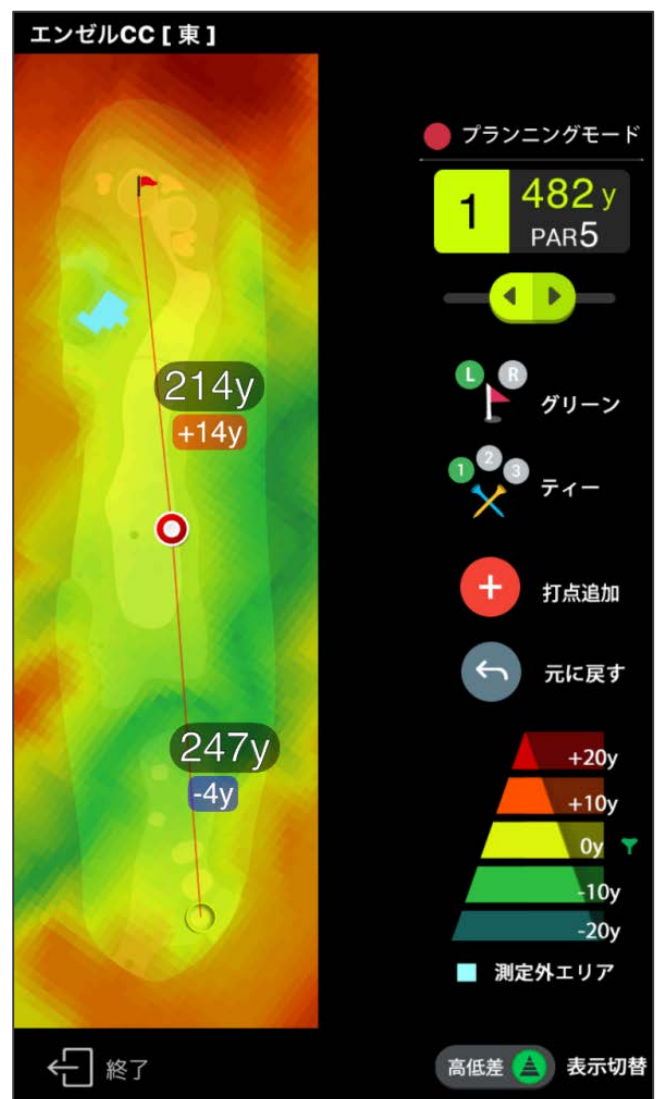 エンゼルCC [ 東 ]
プランニングモード
1
482 y
PAR5
L R
グリーン
1 2 3
ティー
214y
+14y
打点追加
元に戻す
247y
-4y
+20y
+10y
0y
-10y
-20y
測定外エリア
終了
高低差
表示切替